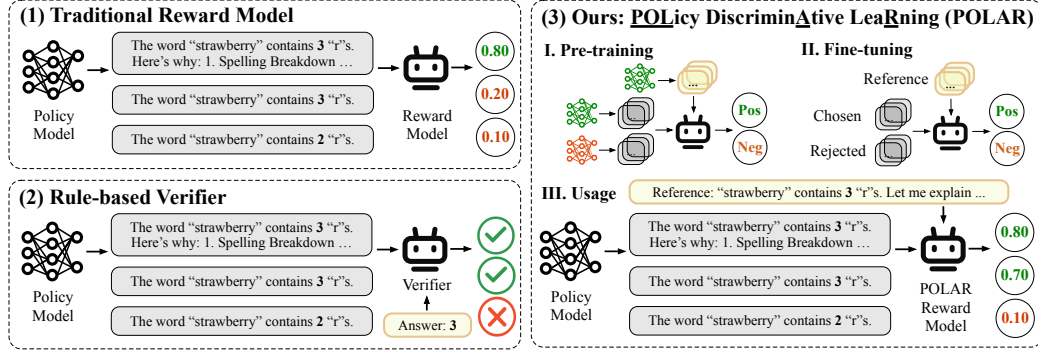 (1) Traditional Reward Model
The word “strawberry” contains 3 “r”s.
Here’s why: 1. Spelling Breakdown …
The word “strawberry” contains 3 “r”s.
The word “strawberry” contains 2 “r”s.
Policy
Model
Reward
Model
0.80
0.20
0.10
(2) Rule-based Verifier
The word “strawberry” contains 3 “r”s.
Here’s why: 1. Spelling Breakdown …
The word “strawberry” contains 3 “r”s.
The word “strawberry” contains 2 “r”s.
Policy
Model
Verifier
Answer: 3
(3) Ours: POLicy DiscriminAtive LeaRning (POLAR)
I. Pre-training
...
Pos
Neg
II. Fine-tuning
Reference
...
Chosen
Rejected
Pos
Neg
III. Usage
Reference: “strawberry” contains 3 “r”s. Let me explain ...
The word “strawberry” contains 3 “r”s.
Here’s why: 1. Spelling Breakdown …
The word “strawberry” contains 3 “r”s.
The word “strawberry” contains 2 “r”s.
Policy
Model
POLAR
Reward
Model
0.80
0.70
0.10